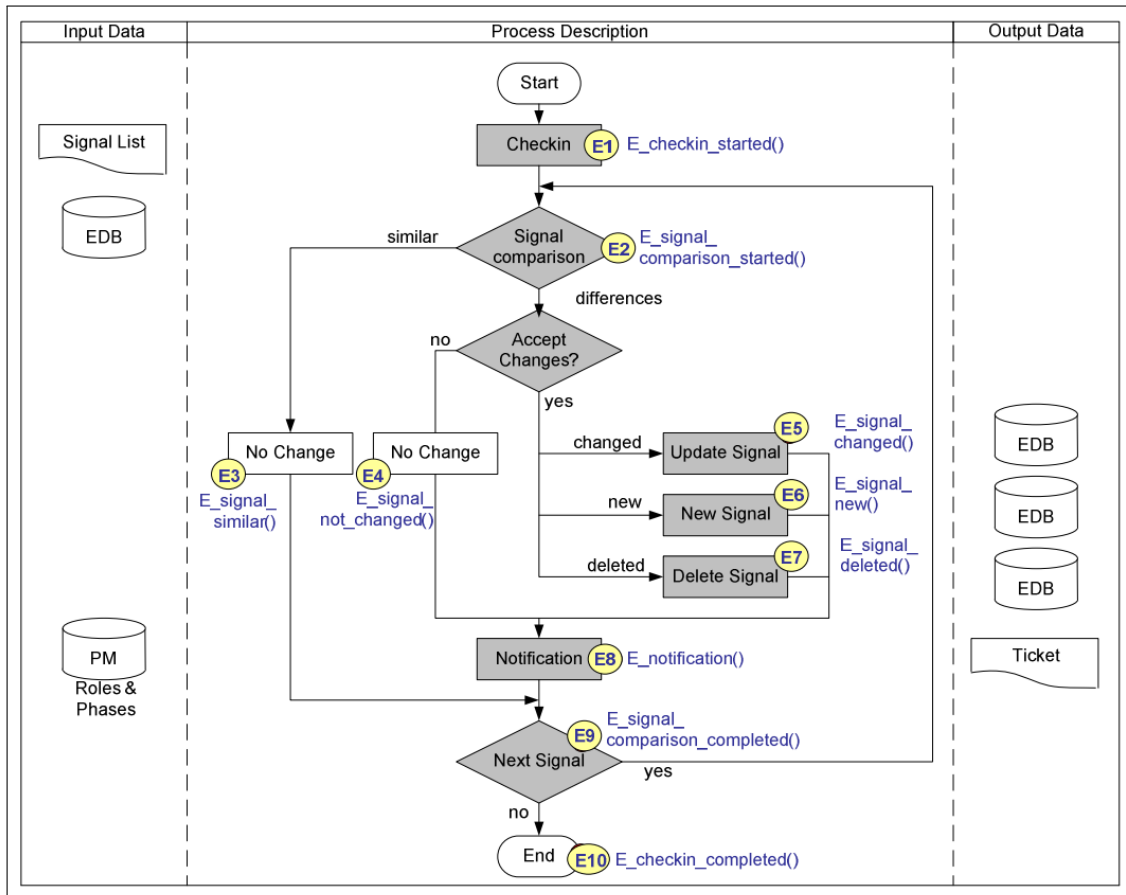 Input Data
Process Description
Output Data
Start
Signal List
Checkin
E1
E_checkin_started()
EDB
similar
Signal
comparison
E2
E_signal_
comparison_started()
differences
no
Accept
Changes?
yes
No Change
E3
E_signal_
similar()
No Change
E4
E_signal_
not_changed()
changed
Update Signal
E5
E_signal_
changed()
EDB
new
New Signal
E6
E_signal_
new()
EDB
deleted
Delete Signal
E7
E_signal_
deleted()
EDB
PM
Roles &
Phases
Notification
E8
E_notification()
Ticket
Next Signal
E9
E_signal_
comparison_completed()
yes
no
End
E10
E_checkin_completed()